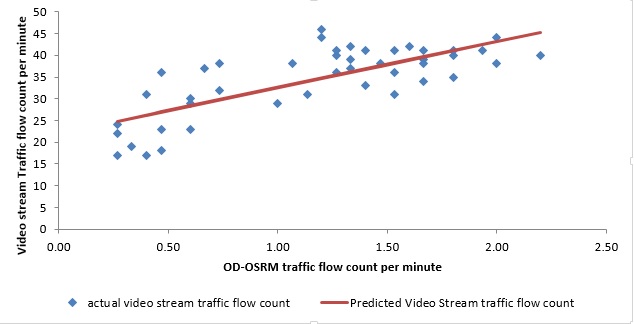 Video stream Traffic flow count per minute
50
45
40
35
30
25
20
15
10
5
0
0.00 0.50 1.00 1.50 2.00 2.50
OD-OSRM traffic flow count per minute
actual video stream traffic flow count Predicted Video Stream traffic flow count